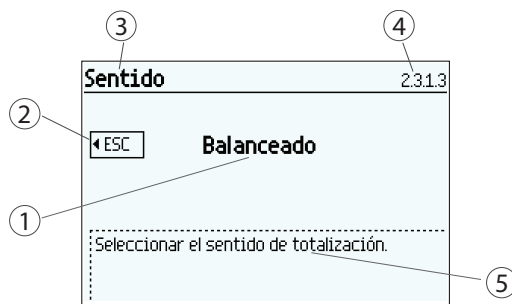 3 4
Sentido 2.3.1.3
2
ESC Balanceado
1
Seleccionar el sentido de totalización.
5